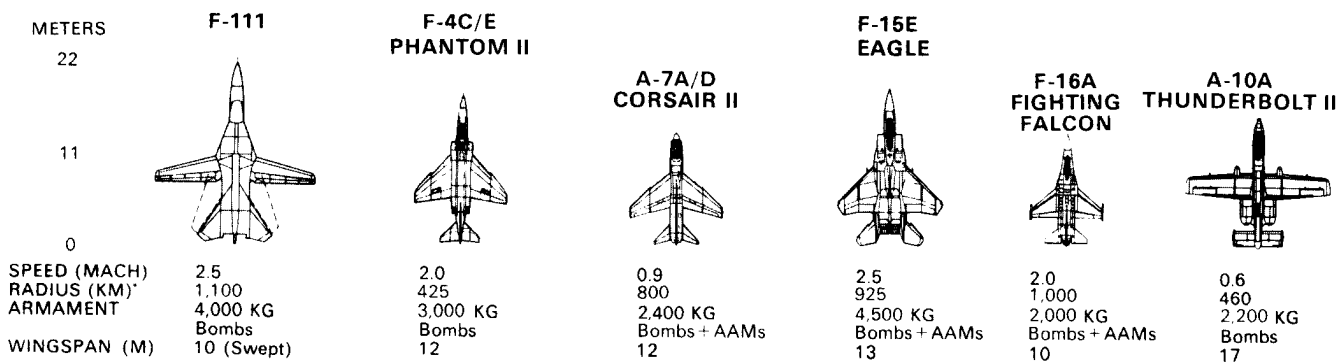 METERS
22
11
0
F-111
F-4C/E
PHANTOM II
A-7A/D
CORSAIR II
F-15E
EAGLE
F-16A
FIGHTING
FALCON
A-10A
THUNDERBOLT II
SPEED (MACH) 2.5 2.0 0.9 2.5 2.0 0.6
RADIUS (KM)* 1,100 425 800 925 1,000 460
ARMAMENT 4,000 KG 3,000 KG 2,400 KG 4,500 KG 2,000 KG 2,200 KG
Bombs Bombs Bombs + AAMs Bombs + AAMs Bombs + AAMs Bombs
WINGSPAN (M) 10 (Swept) 12 12 13 10 17